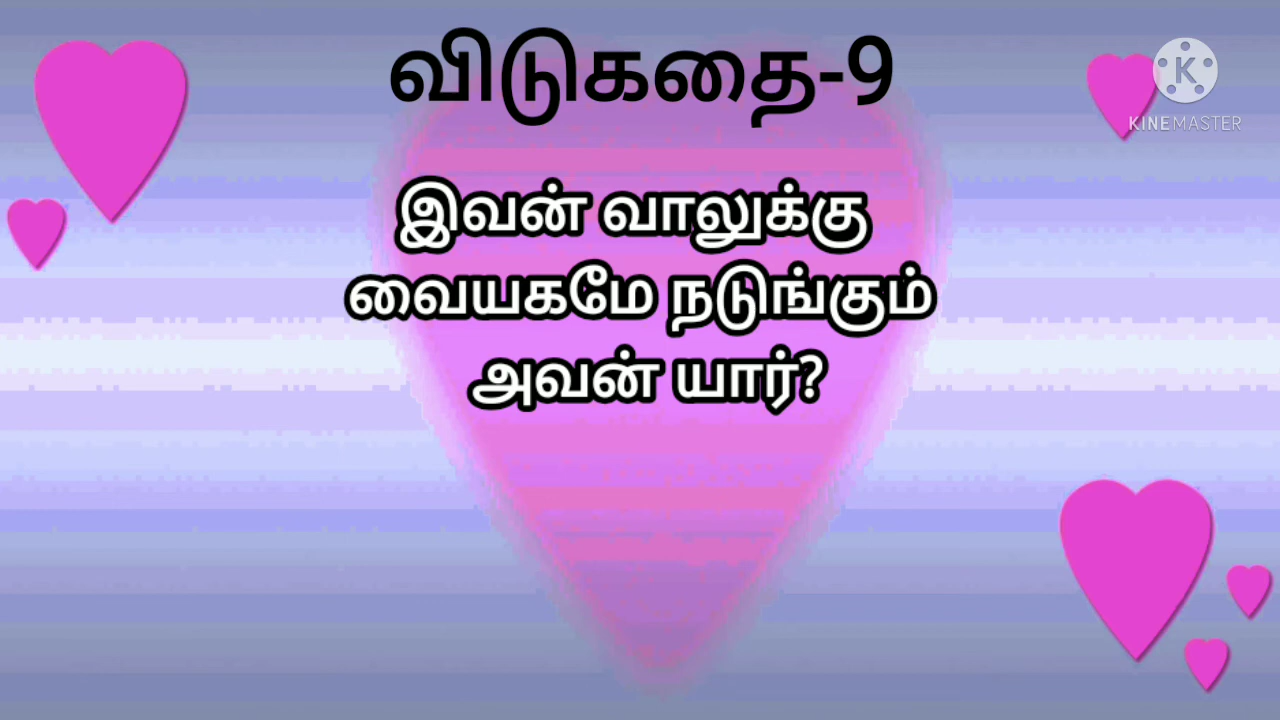 விடுகதை-9
KINEMASTER
இவன் வாலுக்கு
வையகமே நடுங்கும்
அவன் யார்?